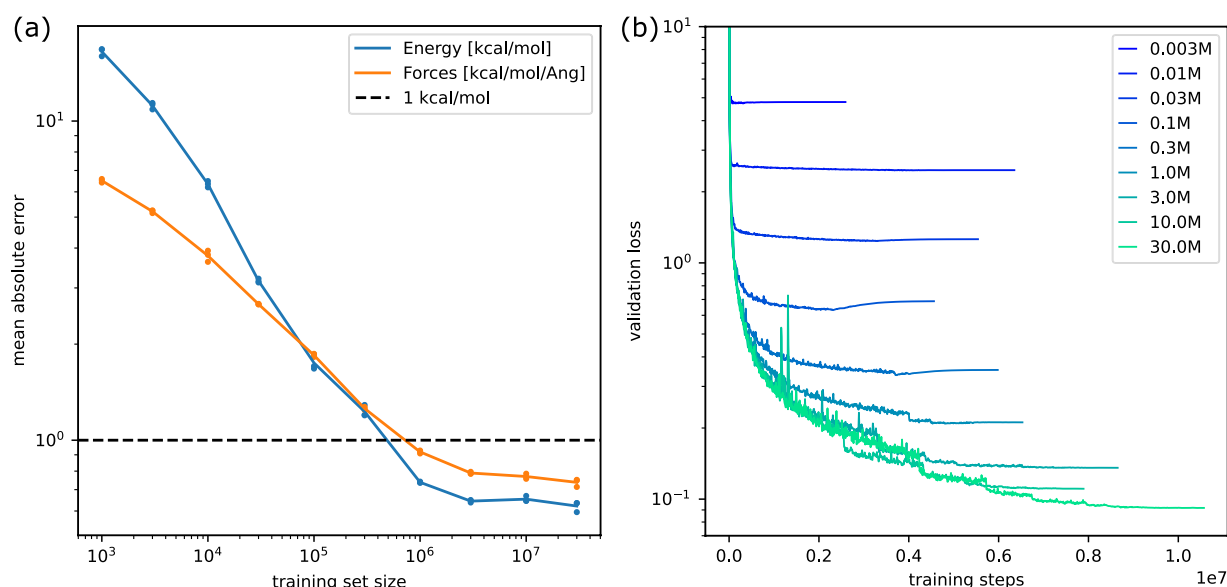 (a)
Energy [kcal/mol]
Forces [kcal/mol/Ang]
1 kcal/mol
10¹
10⁰
mean absolute error
10³
10⁴
10⁵
10⁶
10⁷
training set size
(b)
10¹
10⁰
10⁻¹
validation loss
0.003M
0.01M
0.03M
0.1M
0.3M
1.0M
3.0M
10.0M
30.0M
0.0
0.2
0.4
0.6
0.8
1.0
1e7
training steps